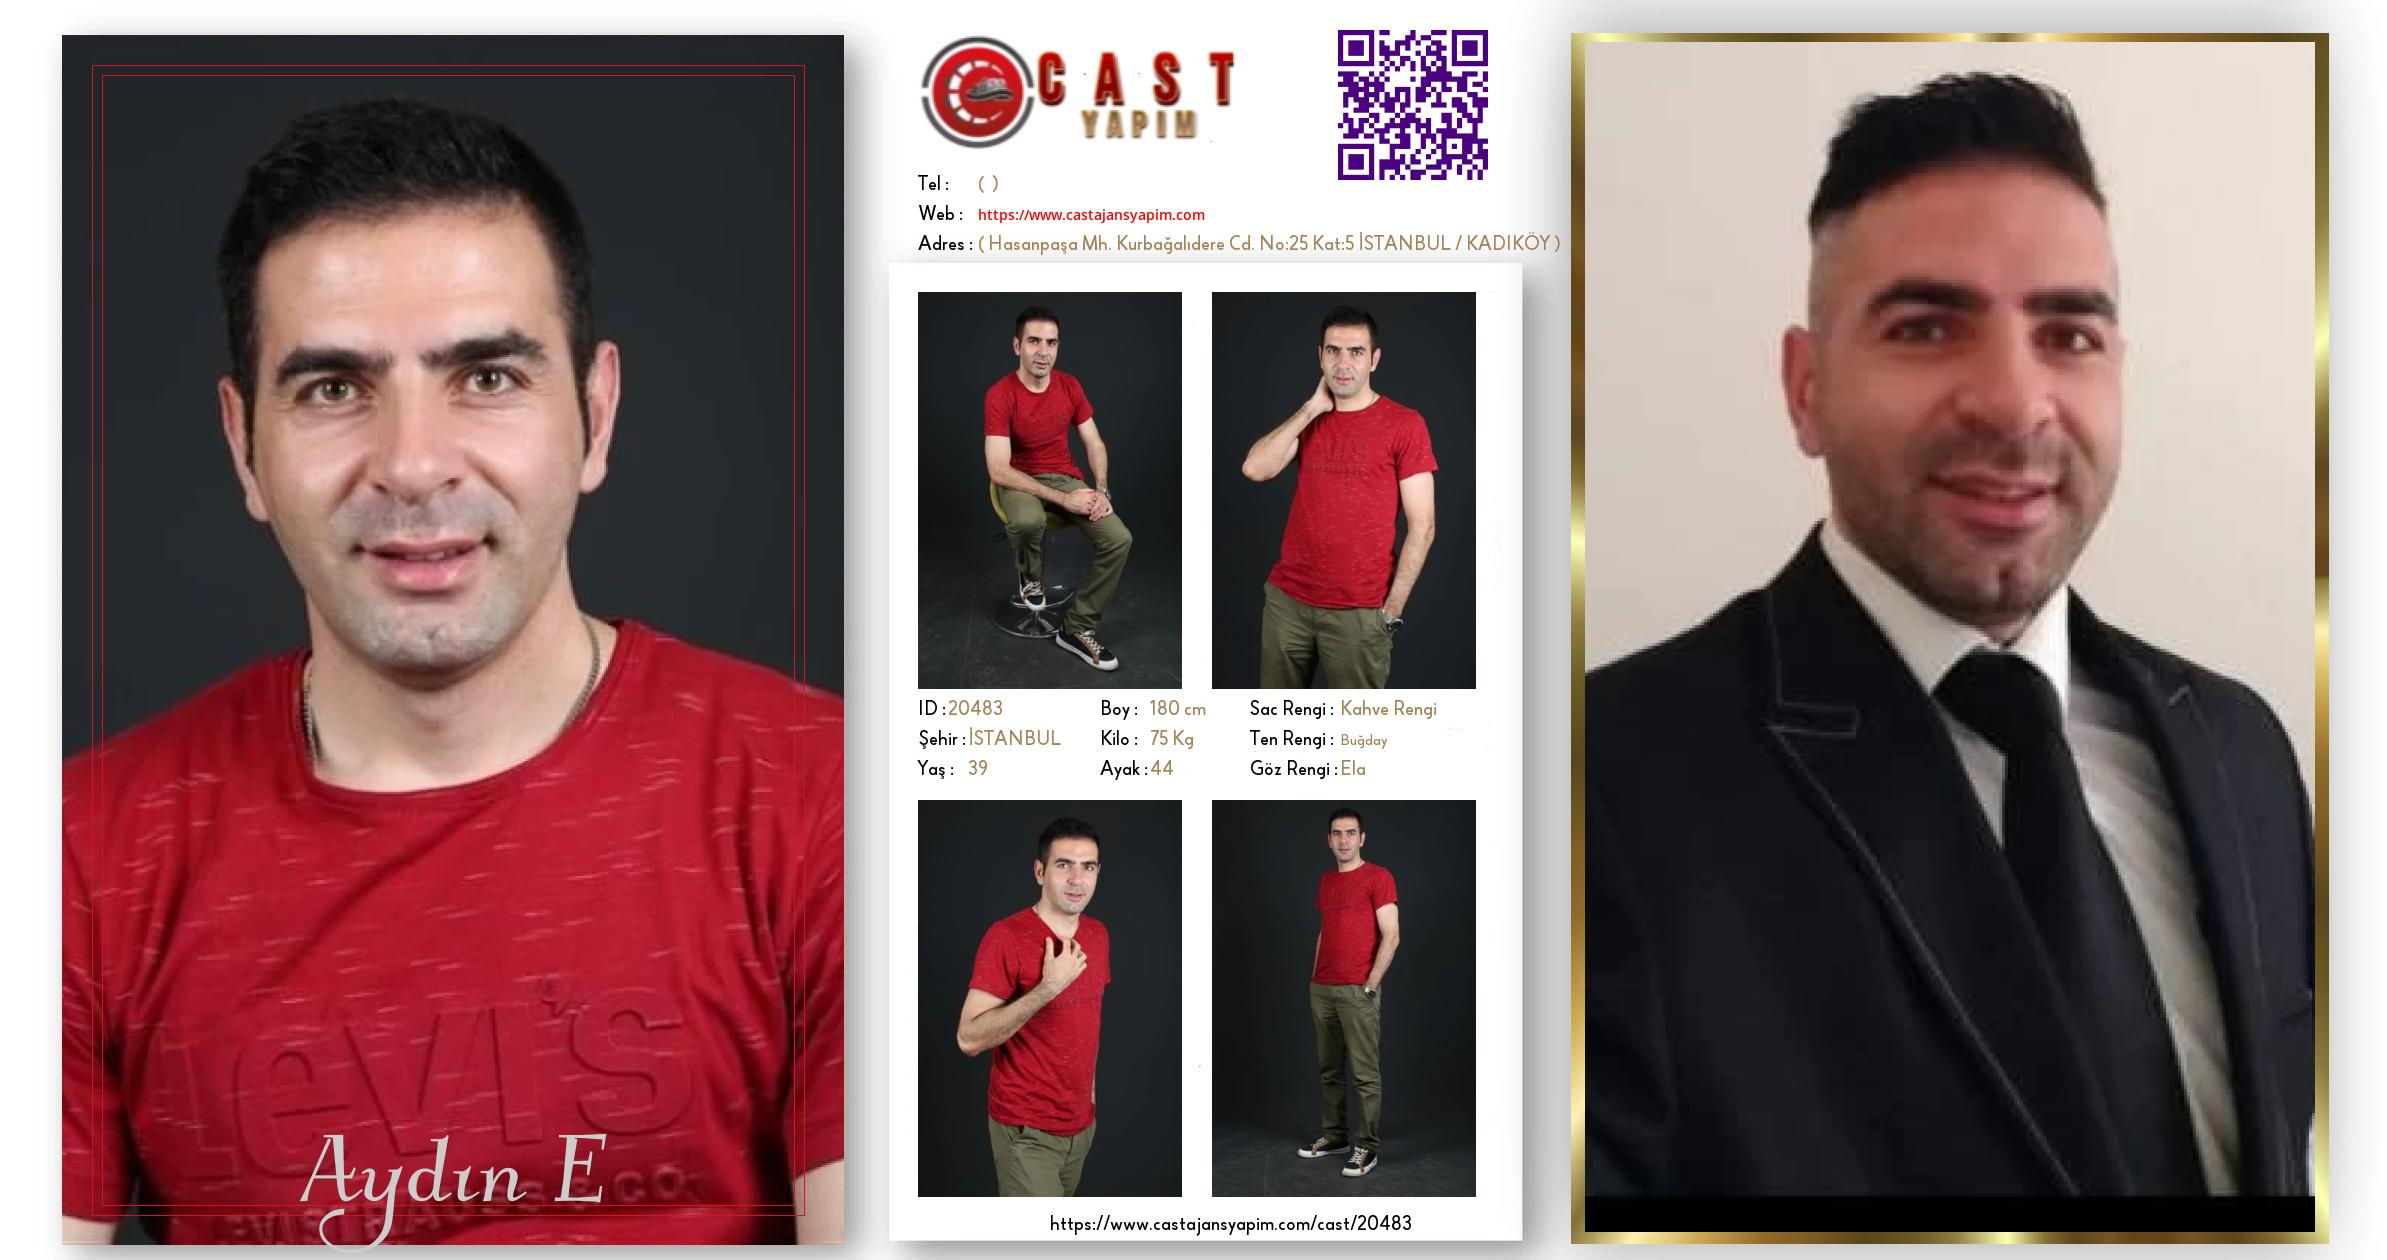 CAST
YAPIM
Tel : ( )
Web : https://www.castajansyapim.com
Adres : ( Hasanpaşa Mh. Kurbağalıdere Cd. No:25 Kat:5 İSTANBUL / KADIKÖY )
ID : 20483 Boy : 180 cm Sac Rengi : Kahve Rengi
Şehir : İSTANBUL Kilo : 75 Kg Ten Rengi : Buğday
Yaş : 39 Ayak : 44 Göz Rengi : Ela
https://www.castajansyapim.com/cast/20483
Levi's
Aydın E